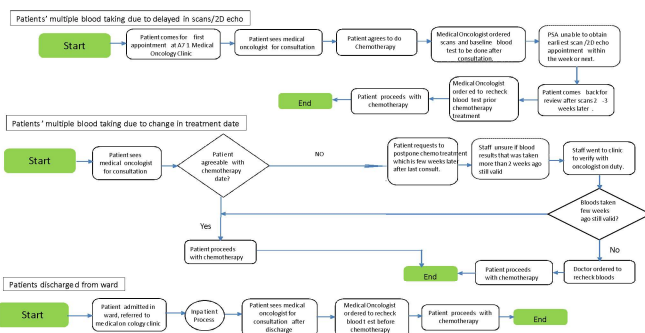 Patients' multiple blood taking due to delayed in scans/2D echo
Start
Patient comes for first
appointment at A7 1 Medical
Oncology Clinic
Patient sees medical
oncologist for consultation
Patient agrees to do
Chemotherapy
Medical Oncologist ordered
scans and baseline blood
test to be done after
consultation.
PSA unable to obtain
earliest scan /2D echo
appointment within
the week or next.
Patient comes back for
review after scans 2 -3
weeks later .
Medical Oncologist
ordered to recheck
blood test prior
chemotherapy
treatment
Patient proceeds with
chemotherapy
End
Patients' multiple blood taking due to change in treatment date
Start
Patient sees
medical oncologist
for consultation
Patient
agreeable with
chemotherapy
date?
NO
Patient requests to
postpone chemo treatment
which is few weeks later
after last consult.
Staff unsure if blood
results that was taken
more than 2 weeks ago
still valid
Staff went to clinic
to verify with
oncologist on duty.
Bloods taken
few weeks
ago still valid?
Yes
No
Patient proceeds
with chemotherapy
End
Patient proceeds
with chemotherapy
Doctor ordered to
recheck bloods
Patients discharged from ward
Start
Patient admitted in
ward, referred to
medical on cology clinic
Inpatient
Process
Patient sees medical
oncologist for
consultation after
discharge
Medical Oncologist
ordered to recheck
blood t est before
chemotherapy
Patient proceeds with
chemotherapy
End